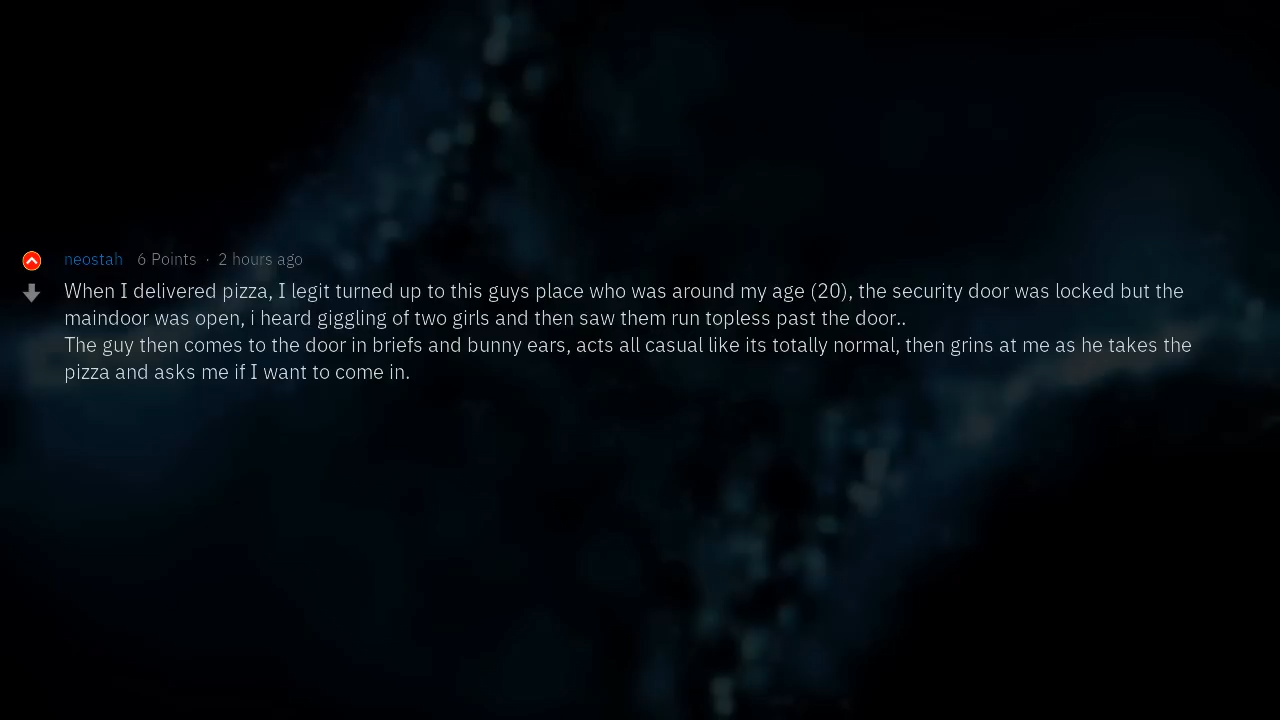 neostah 6 Points · 2 hours ago
When I delivered pizza, I legit turned up to this guys place who was around my age (20), the security door was locked but the
maindoor was open, i heard giggling of two girls and then saw them run topless past the door..
The guy then comes to the door in briefs and bunny ears, acts all casual like its totally normal, then grins at me as he takes the
pizza and asks me if I want to come in.